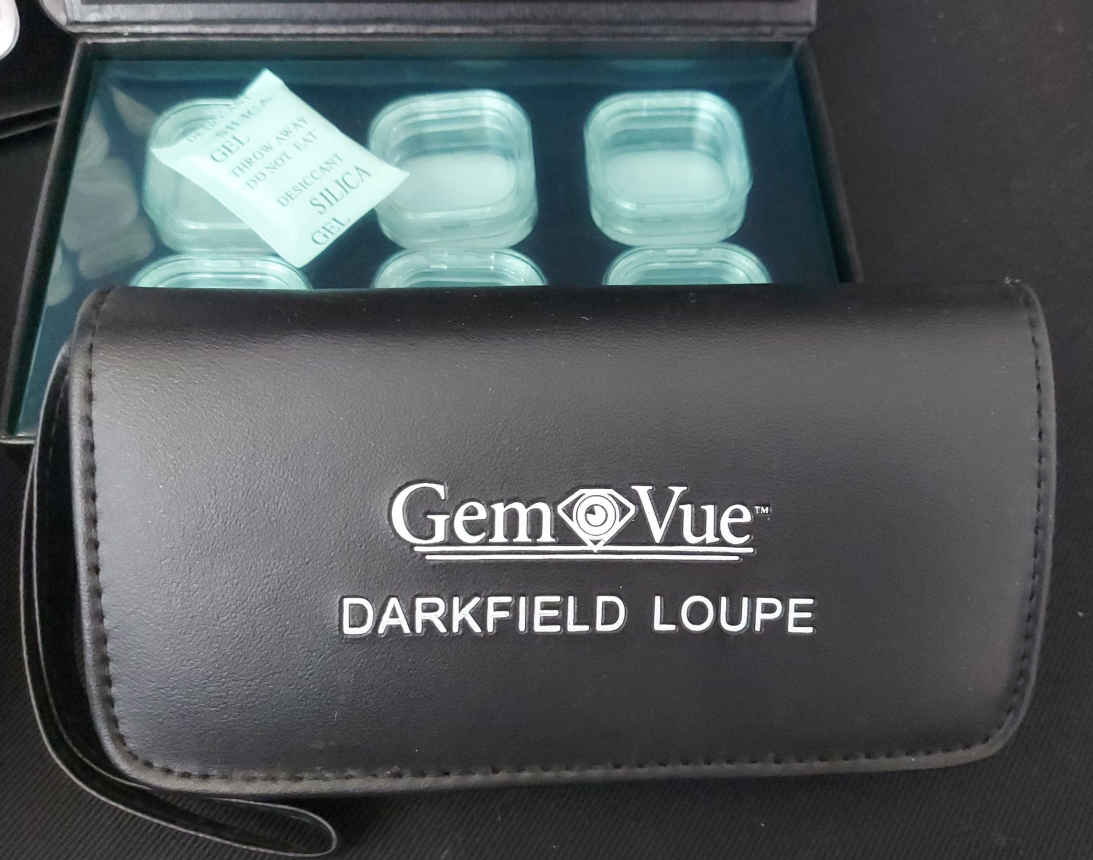 GEL
THROW AWAY
DO NOT EAT
DESICCANT
SILICA
GEL
Gem Vue™
DARKFIELD LOUPE